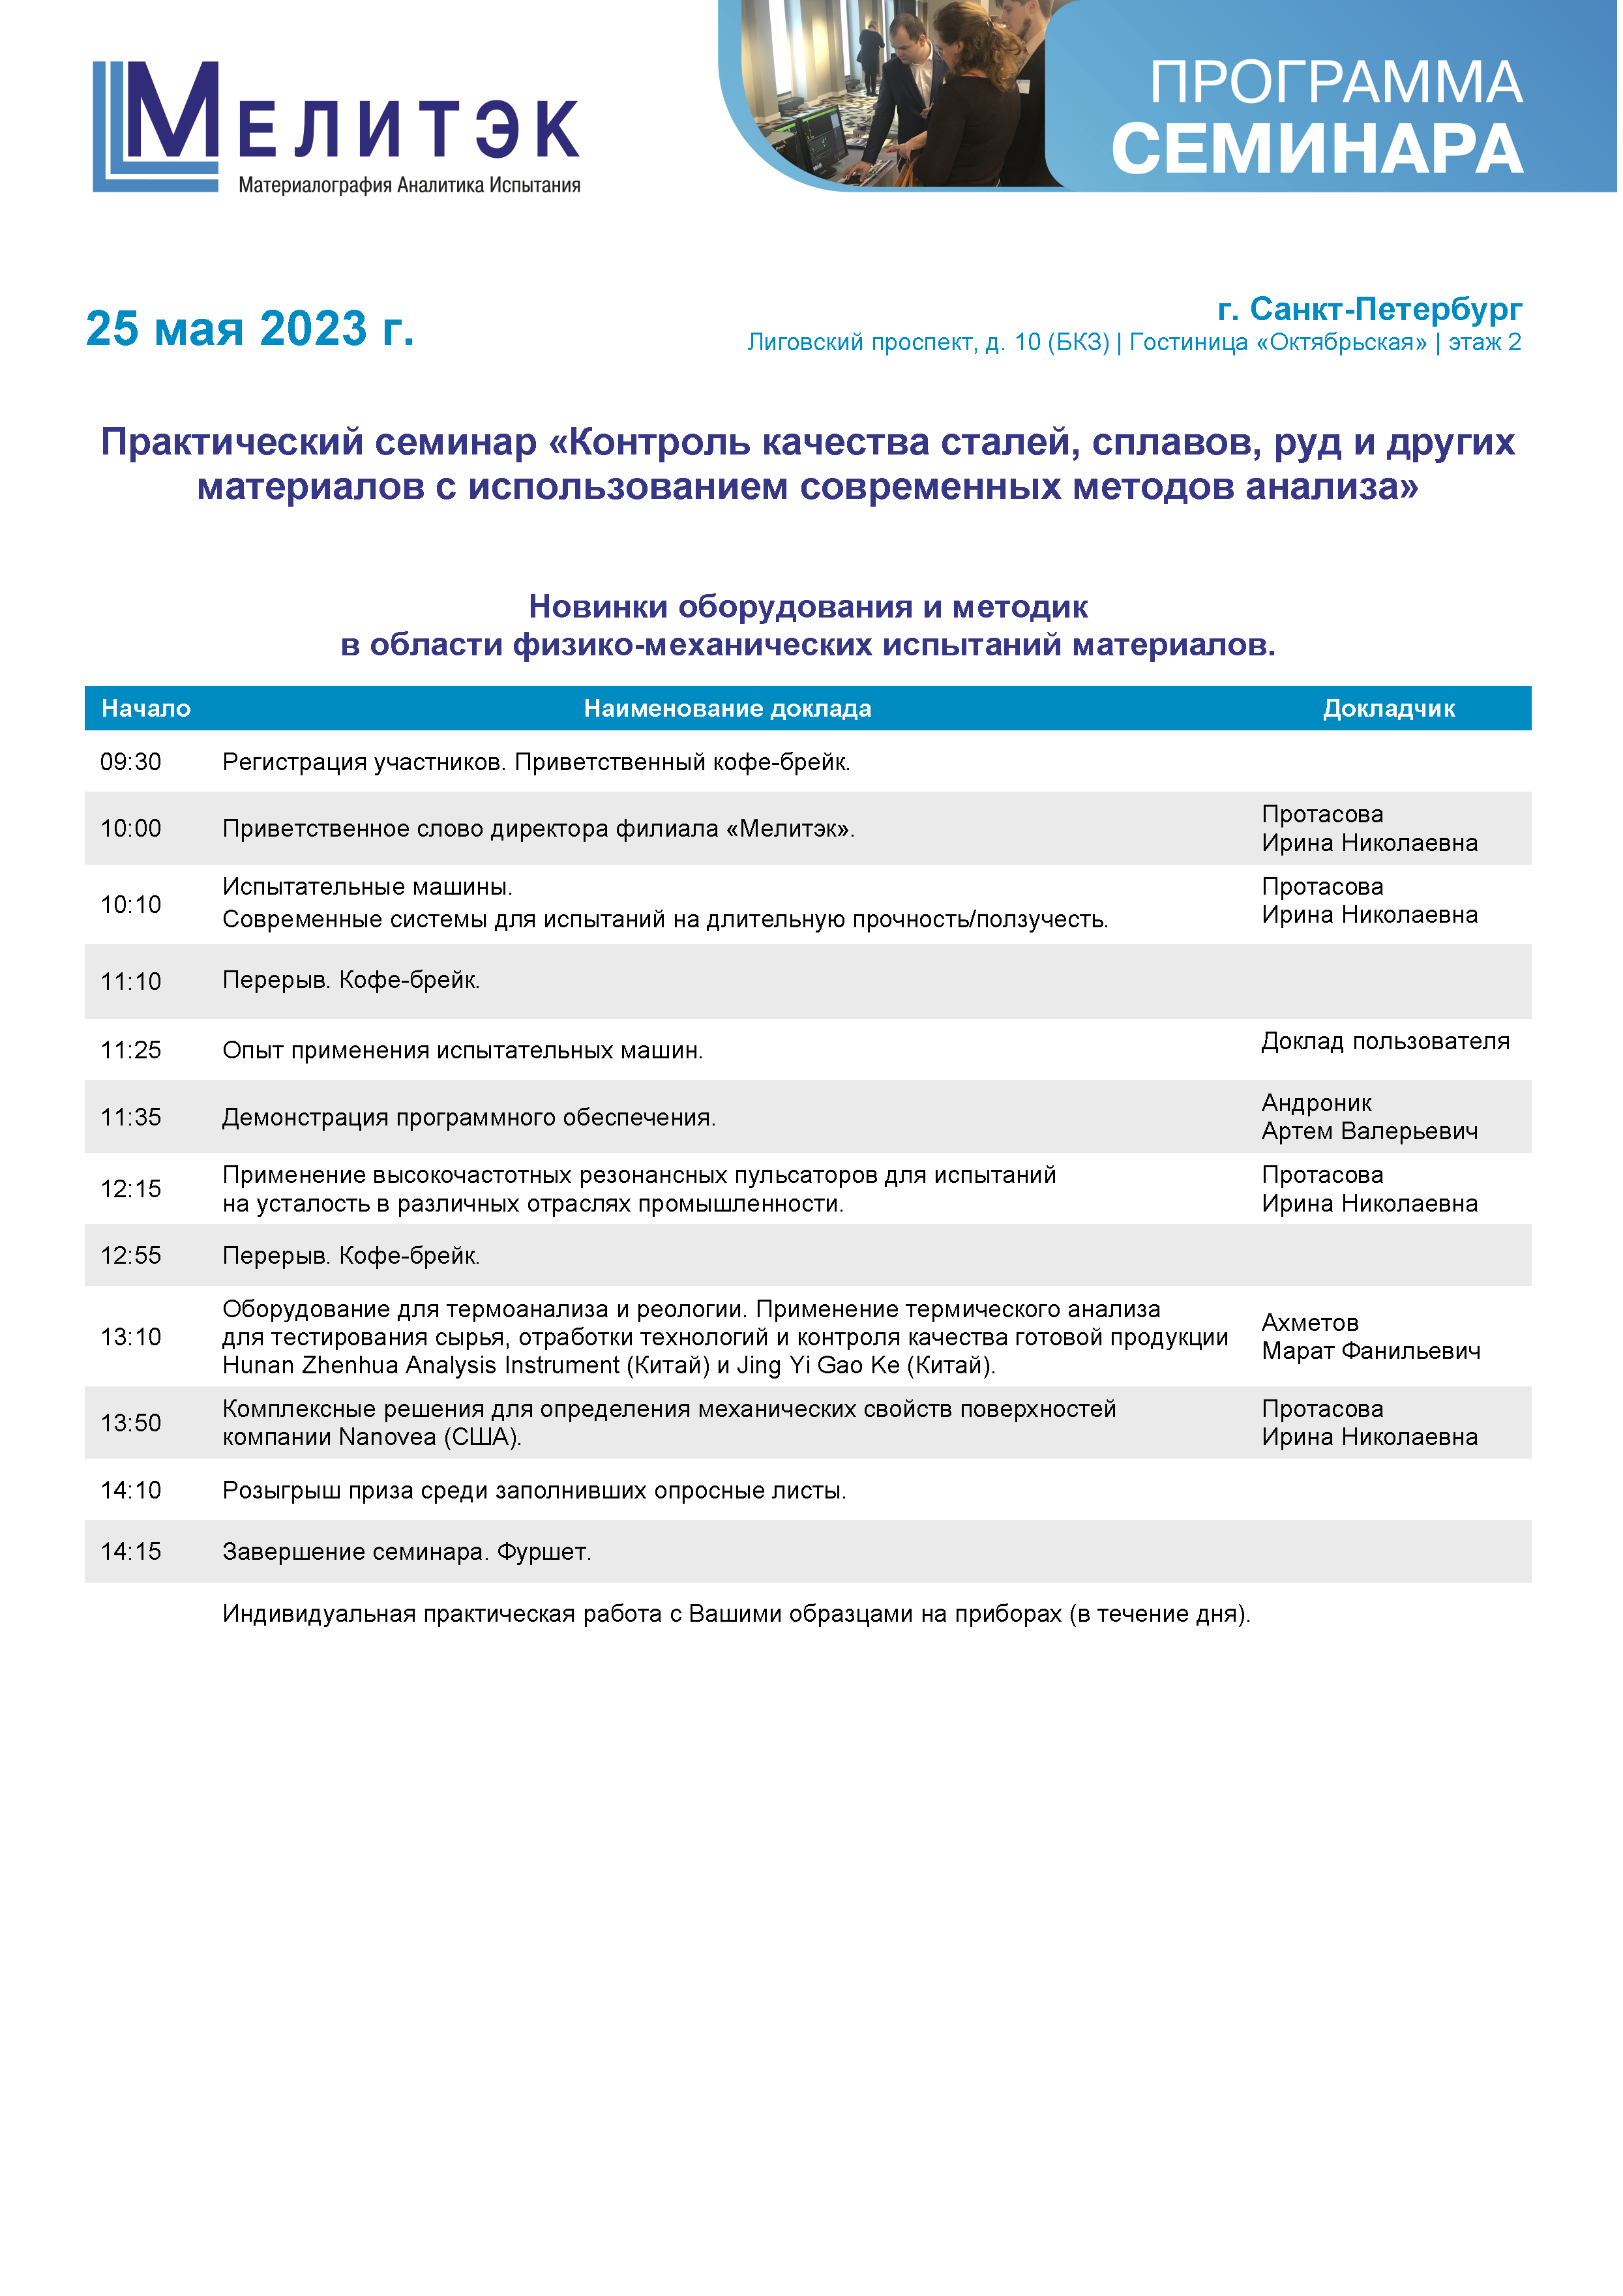 МЕЛИТЭК
Материалография Аналитика Испытания
ПРОГРАММА
СЕМИНАРА
25 мая 2023 г.
г. Санкт-Петербург
Лиговский проспект, д. 10 (БКЗ) | Гостиница «Октябрьская» | этаж 2
Практический семинар «Контроль качества сталей, сплавов, руд и других
материалов с использованием современных методов анализа»
Новинки оборудования и методик
в области физико-механических испытаний материалов.
Начало Наименование доклада Докладчик
09:30 Регистрация участников. Приветственный кофе-брейк.
10:00 Приветственное слово директора филиала «Мелитэк».
Протасова
Ирина Николаевна
10:10
Испытательные машины.
Современные системы для испытаний на длительную прочность/ползучесть.
Протасова
Ирина Николаевна
11:10 Перерыв. Кофе-брейк.
11:25 Опыт применения испытательных машин. Доклад пользователя
11:35 Демонстрация программного обеспечения.
Андроник
Артем Валерьевич
12:15
Применение высокочастотных резонансных пульсаторов для испытаний
на усталость в различных отраслях промышленности.
Протасова
Ирина Николаевна
12:55 Перерыв. Кофе-брейк.
13:10
Оборудование для термоанализа и реологии. Применение термического анализа
для тестирования сырья, отработки технологий и контроля качества готовой продукции
Hunan Zhenhua Analysis Instrument (Китай) и Jing Yi Gao Ke (Китай).
Ахметов
Марат Фанильевич
13:50
Комплексные решения для определения механических свойств поверхностей
компании Nanovea (США).
Протасова
Ирина Николаевна
14:10 Розыгрыш приза среди заполнивших опросные листы.
14:15 Завершение семинара. Фуршет.
Индивидуальная практическая работа с Вашими образцами на приборах (в течение дня).